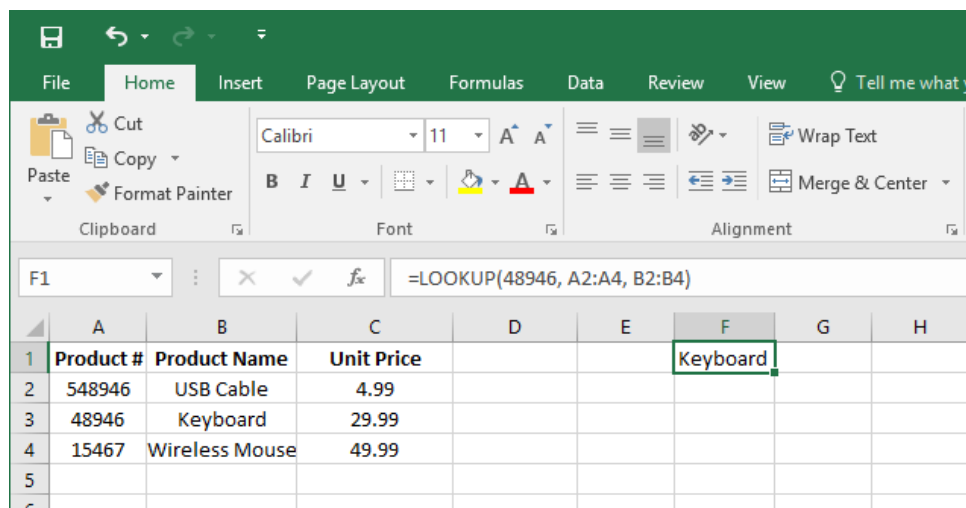 File Home Insert Page Layout Formulas Data Review View Tell me what
Cut
Copy
Format Painter
Paste
Clipboard
Calibri 11 A A
B I U A
Font
Wrap Text
Merge & Center
Alignment
F1 fx =LOOKUP(48946, A2:A4, B2:B4)
A B C D E F G H
1 Product # Product Name Unit Price Keyboard
2 548946 USB Cable 4.99
3 48946 Keyboard 29.99
4 15467 Wireless Mouse 49.99
5